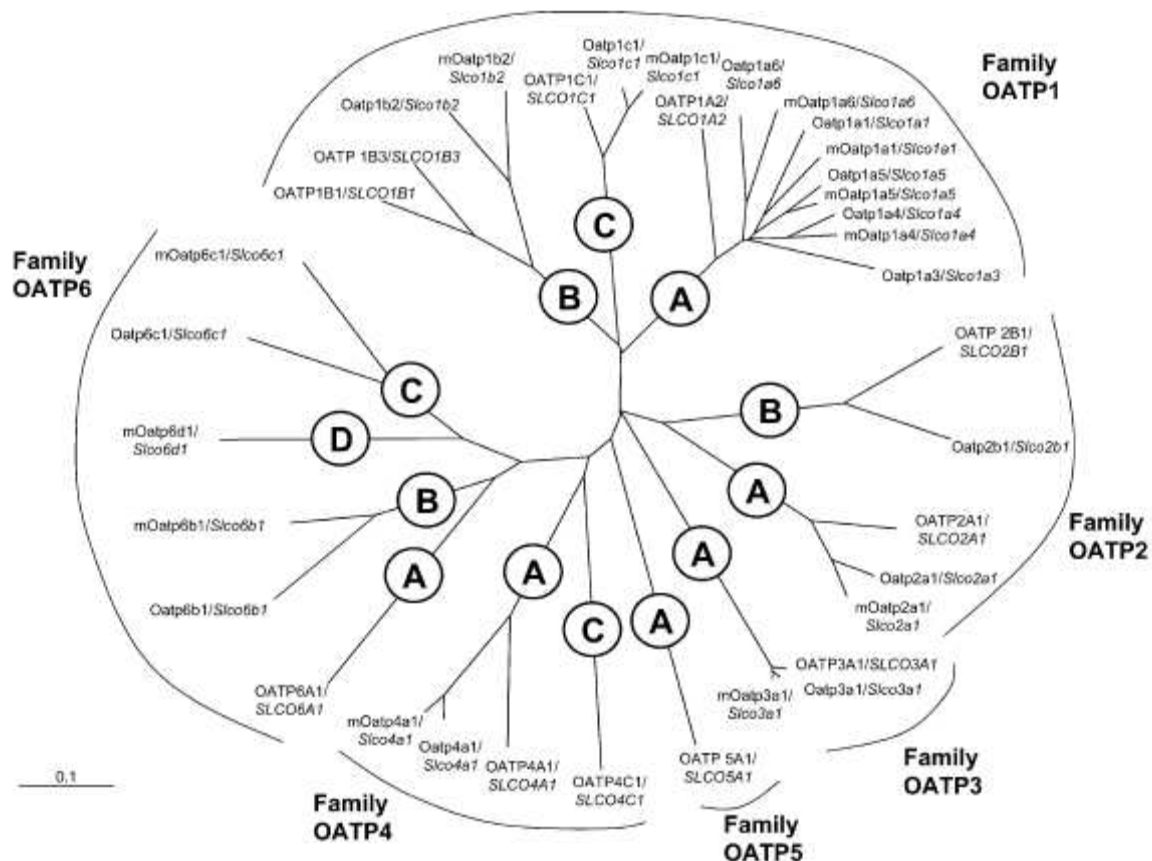 Family
OATP1
Oatp1c1/
Slco1c1
mOatp1c1/
Slco1c1
mOatp1b2/
Slco1b2
OATP1C1/
SLCO1C1
Oatp1a6/
Slco1a6
OATP1A2/
SLCO1A2
mOatp1a6/Slco1a6
Oatp1a1/Slco1a1
mOatp1a1/Slco1a1
Oatp1a5/Slco1a5
mOatp1a5/Slco1a5
Oatp1a4/Slco1a4
mOatp1a4/Slco1a4
Oatp1a3/Slco1a3
Oatp1b2/Slco1b2
OATP 1B3/SLCO1B3
OATP1B1/SLCO1B1
C
B
A
Family
OATP6
mOatp6c1/Slco6c1
Oatp6c1/Slco6c1
mOatp6d1/
Slco6d1
mOatp6b1/Slco6b1
Oatp6b1/Slco6b1
OATP6A1/
SLCO6A1
C
D
B
A
OATP 2B1/
SLCO2B1
Oatp2b1/Slco2b1
OATP2A1/
SLCO2A1
Oatp2a1/Slco2a1
mOatp2a1/
Slco2a1
B
A
Family
OATP2
A
OATP3A1/SLCO3A1
Oatp3a1/Slco3a1
mOatp3a1/
Slco3a1
Family
OATP3
A
OATP 5A1/
SLCO5A1
Family
OATP5
A
C
mOatp4a1/
Slco4a1
Oatp4a1/
Slco4a1
OATP4A1/
SLCO4A1
OATP4C1/
SLCO4C1
Family
OATP4
0,1